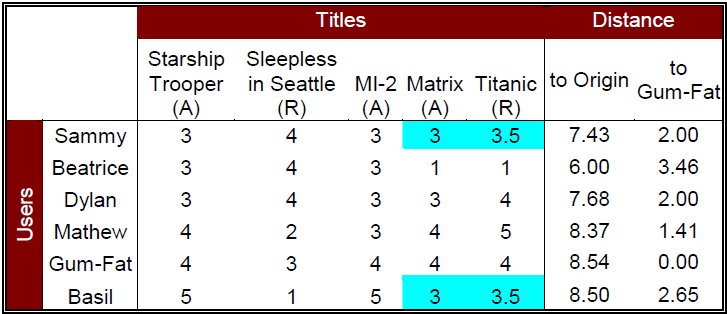 Titles Distance
Starship Trooper (A) Sleepless in Seattle (R) MI-2 (A) Matrix (A) Titanic (R) to Origin to Gum-Fat
Users
Sammy 3 4 3 3 3.5 7.43 2.00
Beatrice 3 4 3 1 1 6.00 3.46
Dylan 3 4 3 3 4 7.68 2.00
Mathew 4 2 3 4 5 8.37 1.41
Gum-Fat 4 3 4 4 4 8.54 0.00
Basil 5 1 5 3 3.5 8.50 2.65